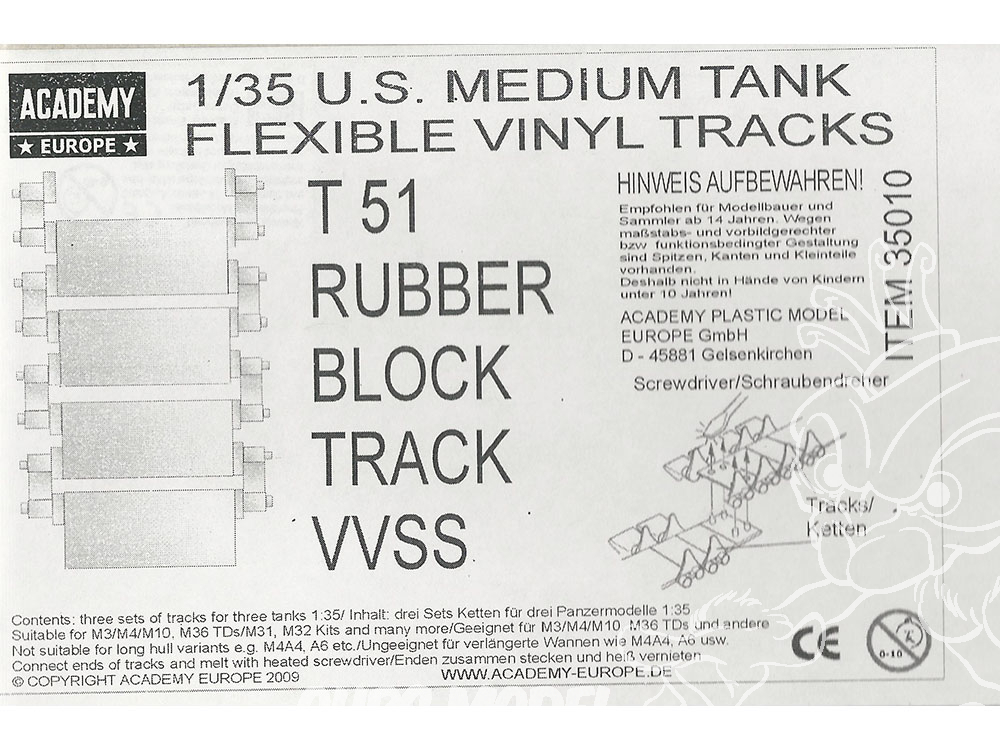 ACADEMY
★ EUROPE ★
1/35 U.S. MEDIUM TANK
FLEXIBLE VINYL TRACKS
T 51
RUBBER
BLOCK
TRACK
VVSS
HINWEIS AUFBEWAHREN!
Empfohlen für Modellbauer und
Sammler ab 14 Jahren. Wegen
maßstabs- und vorbildgerechter
bzw funktionsbedingter Gestaltung
sind Spitzen, Kanten und Kleinteile
vorhanden.
Deshalb nicht in Hände von Kindern
unter 10 Jahren!
ACADEMY PLASTIC MODEL
EUROPE GmbH
D - 45881 Gelsenkirchen
ITEM 35010
Screwdriver/Schraubendreher
Tracks/
Ketten
Contents: three sets of tracks for three tanks 1:35/ Inhalt: drei Sets Ketten für drei Panzermodelle 1:35
Suitable for M3/M4/M10, M36 TDs/M31, M32 Kits and many more/Geeignet für M3/M4/M10, M36 TDs und andere
Not suitable for long hull variants e.g. M4A4, A6 etc./Ungeeignet für verlängerte Wannen wie M4A4, A6 usw.
Connect ends of tracks and melt with heated screwdriver/Enden zusammen stecken und heiß vernieten
© COPYRIGHT ACADEMY EUROPE 2009
WWW.ACADEMY-EUROPE.DE
CE
0-10